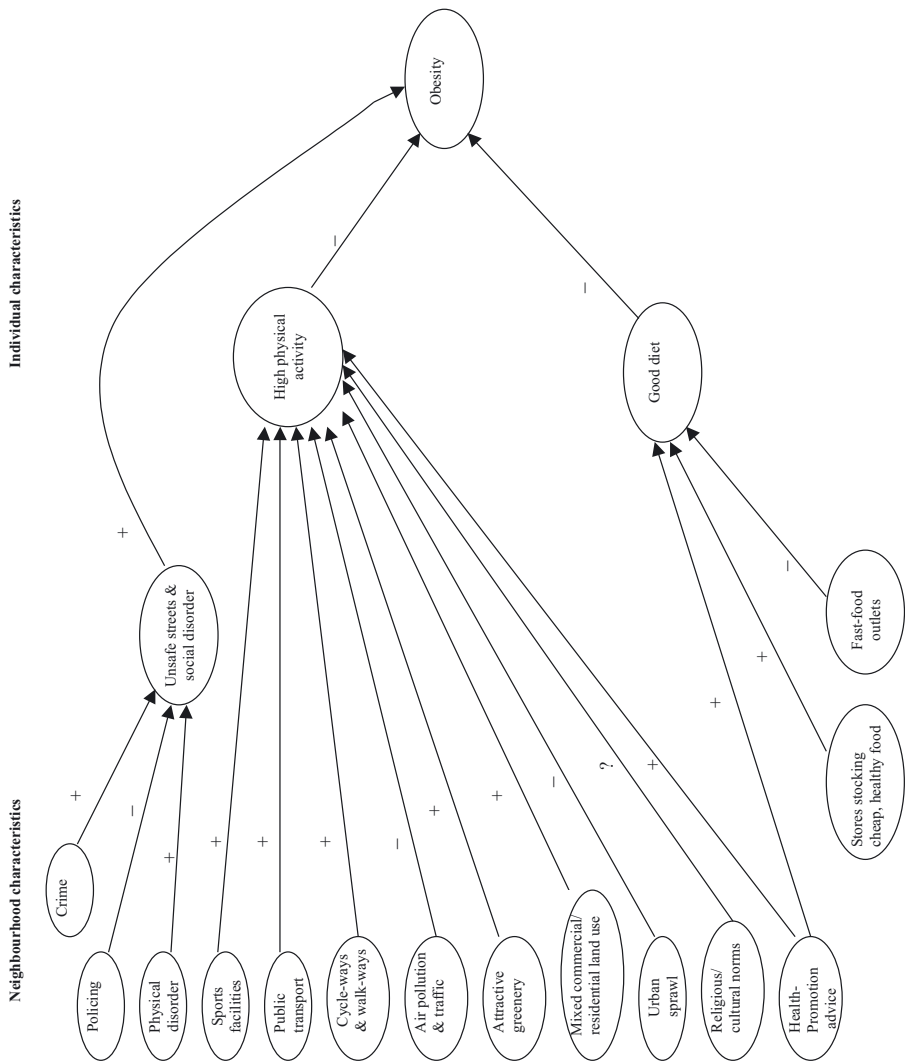 Neighbourhood characteristics
Individual characteristics
Crime
+
Policing
–
Physical
disorder
+
Unsafe streets &
social disorder
+
Sports
facilities
+
Public
transport
+
Cycle-ways
& walk-ways
+
Air pollution
& traffic
–
Attractive
greenery
+
Mixed commercial/
residential land use
+
Urban
sprawl
–
Religious/
cultural norms
?
Health-
Promotion
advice
+
+
High physical
activity
–
Stores stocking
cheap, healthy food
+
Fast-food
outlets
–
Good diet
–
Obesity